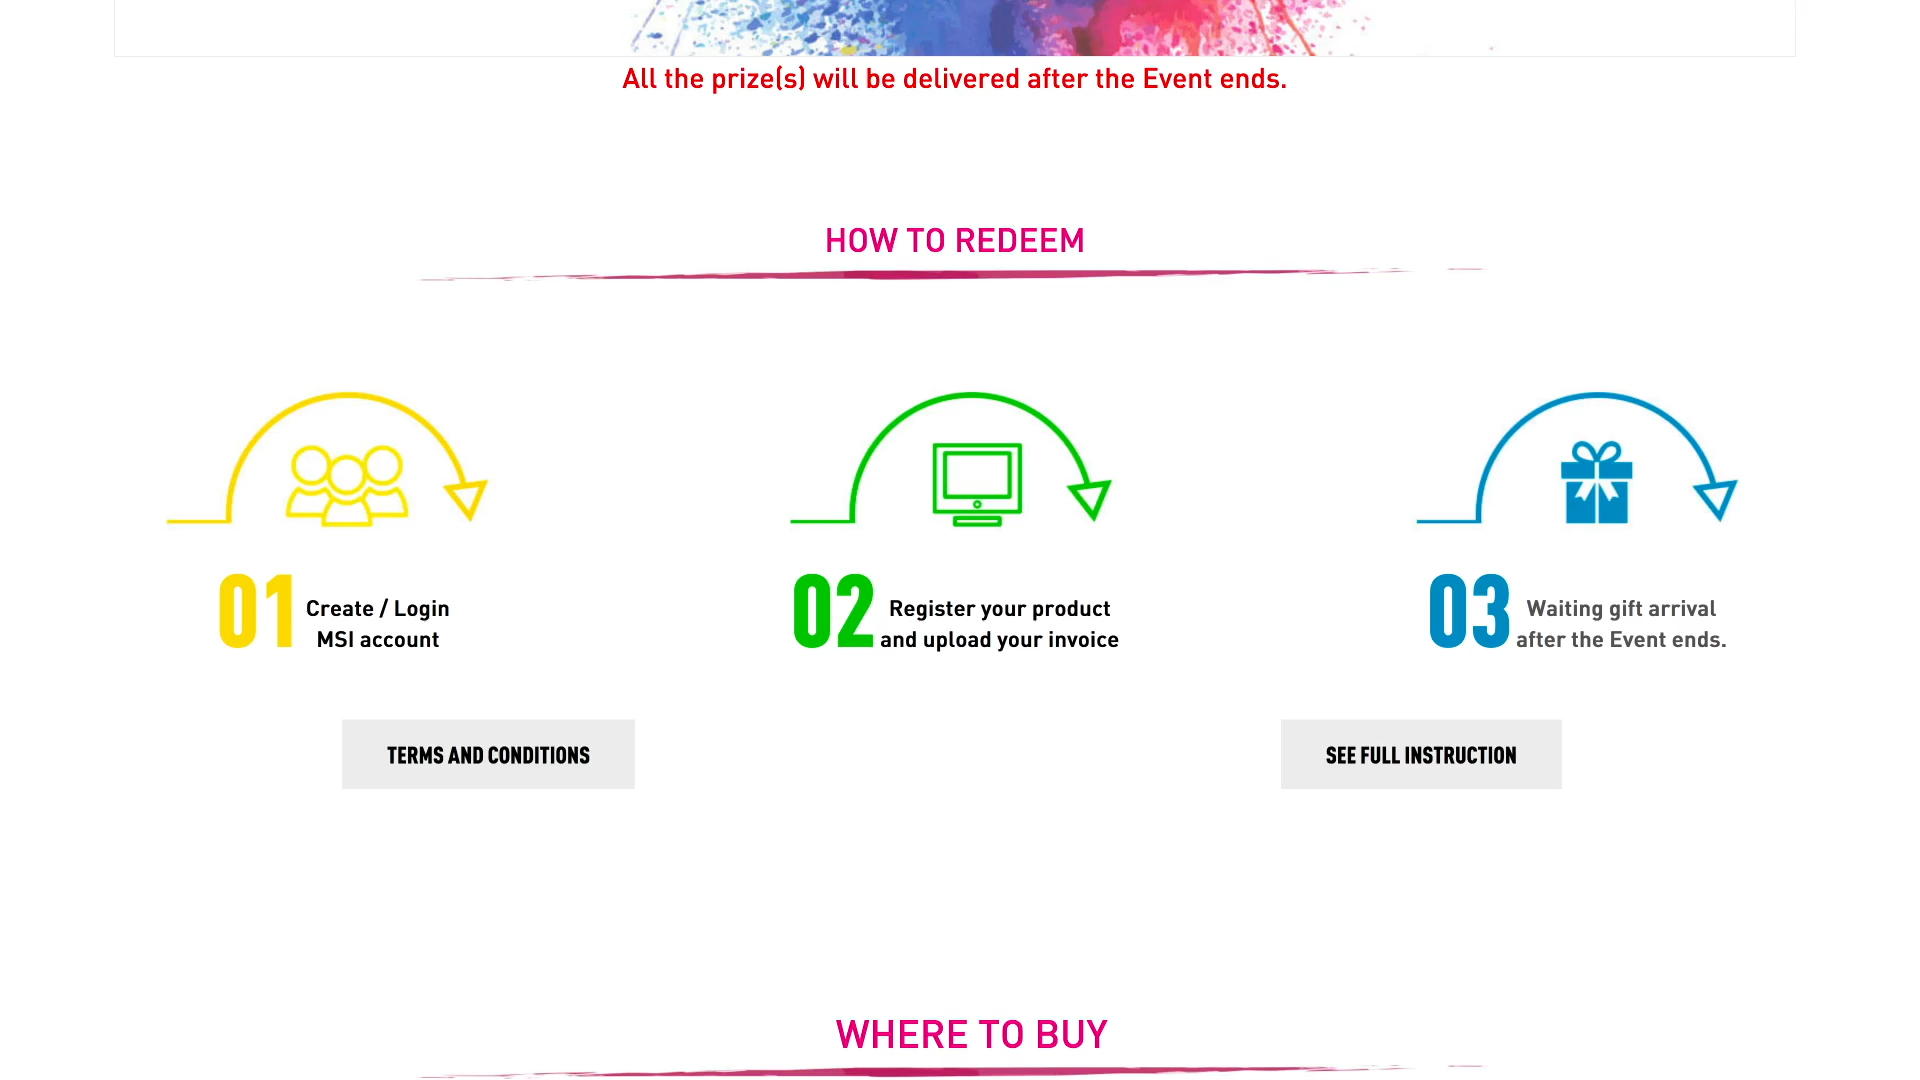 All the prize(s) will be delivered after the Event ends.
HOW TO REDEEM
01 Create / Login
MSI account
02 Register your product
and upload your invoice
03 Waiting gift arrival
after the Event ends.
TERMS AND CONDITIONS
SEE FULL INSTRUCTION
WHERE TO BUY